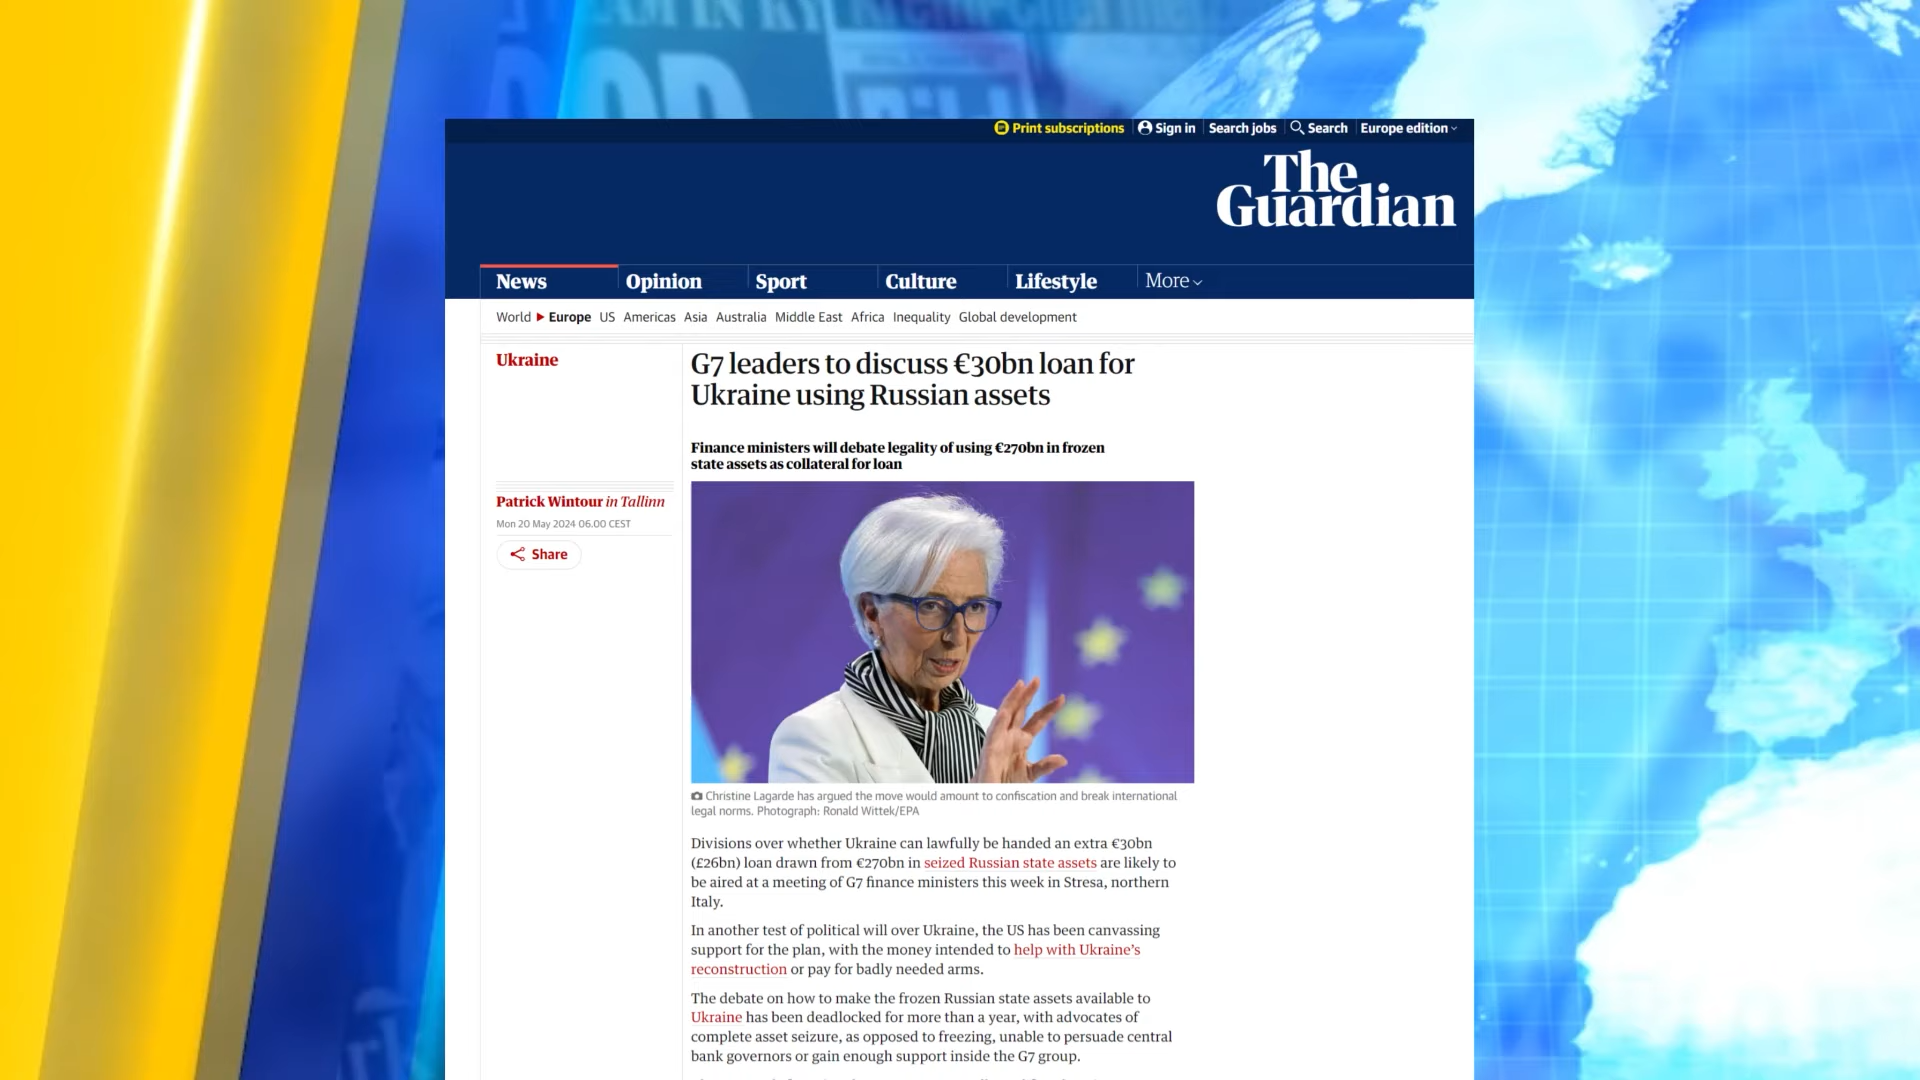 Print subscriptions
Sign in
Search jobs
Search
Europe edition
The
Guardian
News
Opinion
Sport
Culture
Lifestyle
More
World
Europe
US
Americas
Asia
Australia
Middle East
Africa
Inequality
Global development
Ukraine
G7 leaders to discuss €30bn loan for
Ukraine using Russian assets
Finance ministers will debate legality of using €270bn in frozen
state assets as collateral for loan
Patrick Wintour in Tallinn
Mon 20 May 2024 06.00 CEST
Share
Christine Lagarde has argued the move would amount to confiscation and break international
legal norms. Photograph: Ronald Wittek/EPA
Divisions over whether Ukraine can lawfully be handed an extra €30bn
(£26bn) loan drawn from €270bn in seized Russian state assets are likely to
be aired at a meeting of G7 finance ministers this week in Stresa, northern
Italy.
In another test of political will over Ukraine, the US has been canvassing
support for the plan, with the money intended to help with Ukraine's
reconstruction or pay for badly needed arms.
The debate on how to make the frozen Russian state assets available to
Ukraine has been deadlocked for more than a year, with advocates of
complete asset seizure, as opposed to freezing, unable to persuade central
bank governors or gain enough support inside the G7 group.